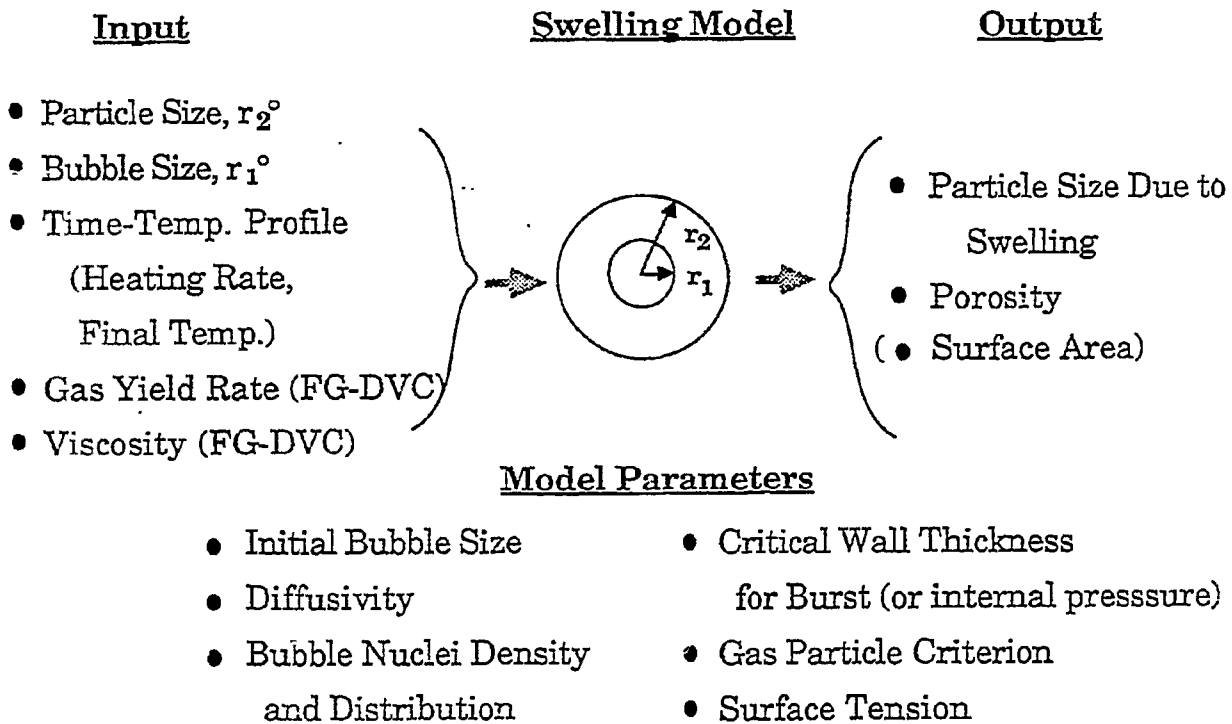 Input
Swelling Model
Output
• Particle Size, r₂°
• Bubble Size, r₁°
• Time-Temp. Profile
(Heating Rate,
Final Temp.)
• Gas Yield Rate (FG-DVC)
• Viscosity (FG-DVC)
r₂
r₁
• Particle Size Due to
Swelling
• Porosity
(• Surface Area)
Model Parameters
• Initial Bubble Size
• Diffusivity
• Bubble Nuclei Density
and Distribution
• Critical Wall Thickness
for Burst (or internal presssure)
• Gas Particle Criterion
• Surface Tension